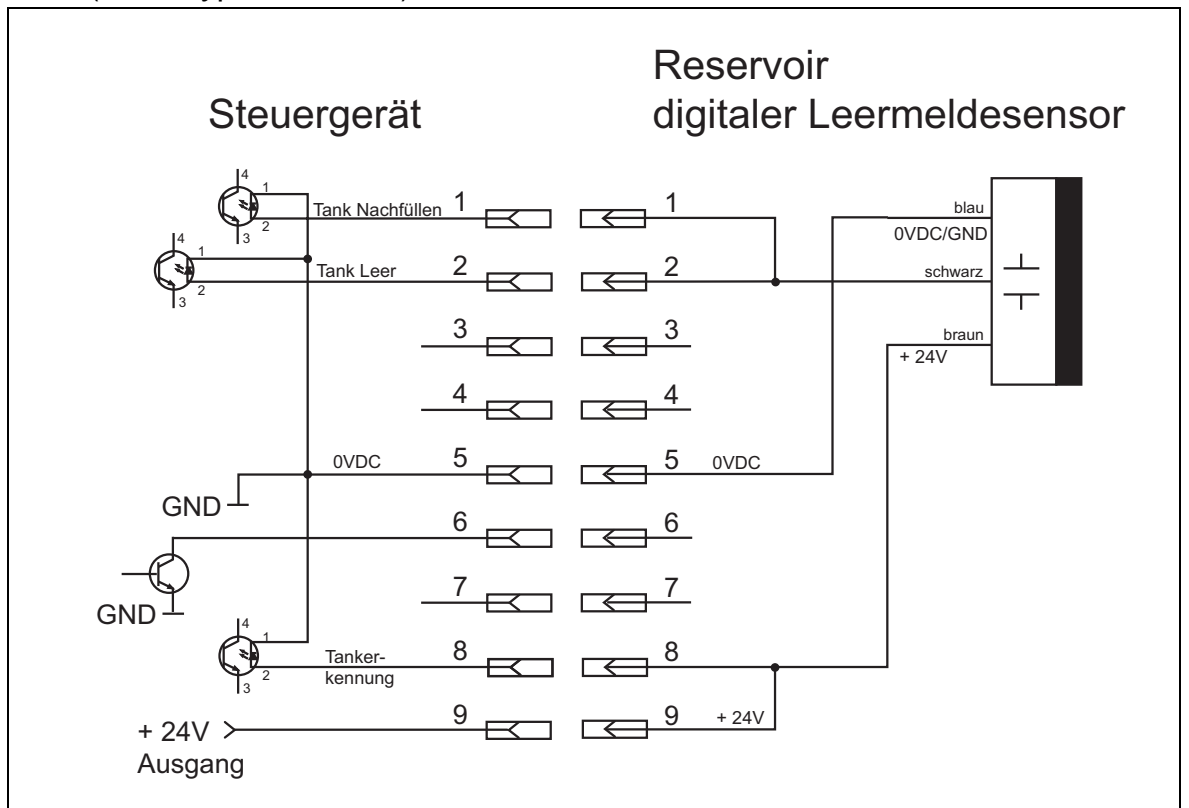 Steuergerät
Reservoir
digitaler Leermeldesensor
4
1
2
3
Tank Nachfüllen
1
1
4
1
2
3
Tank Leer
2
2
3
3
4
4
0VDC
5
5
0VDC
GND
6
6
GND
7
7
4
1
2
3
Tanker-
kennung
8
8
+ 24V
Ausgang
9
9
+ 24V
blau
0VDC/GND
schwarz
braun
+ 24V